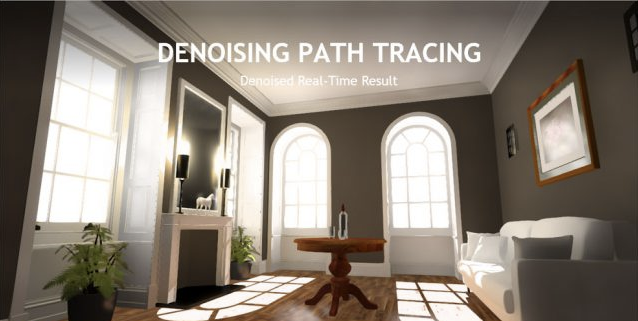 DENOISING PATH TRACING
Denoised Real-Time Result